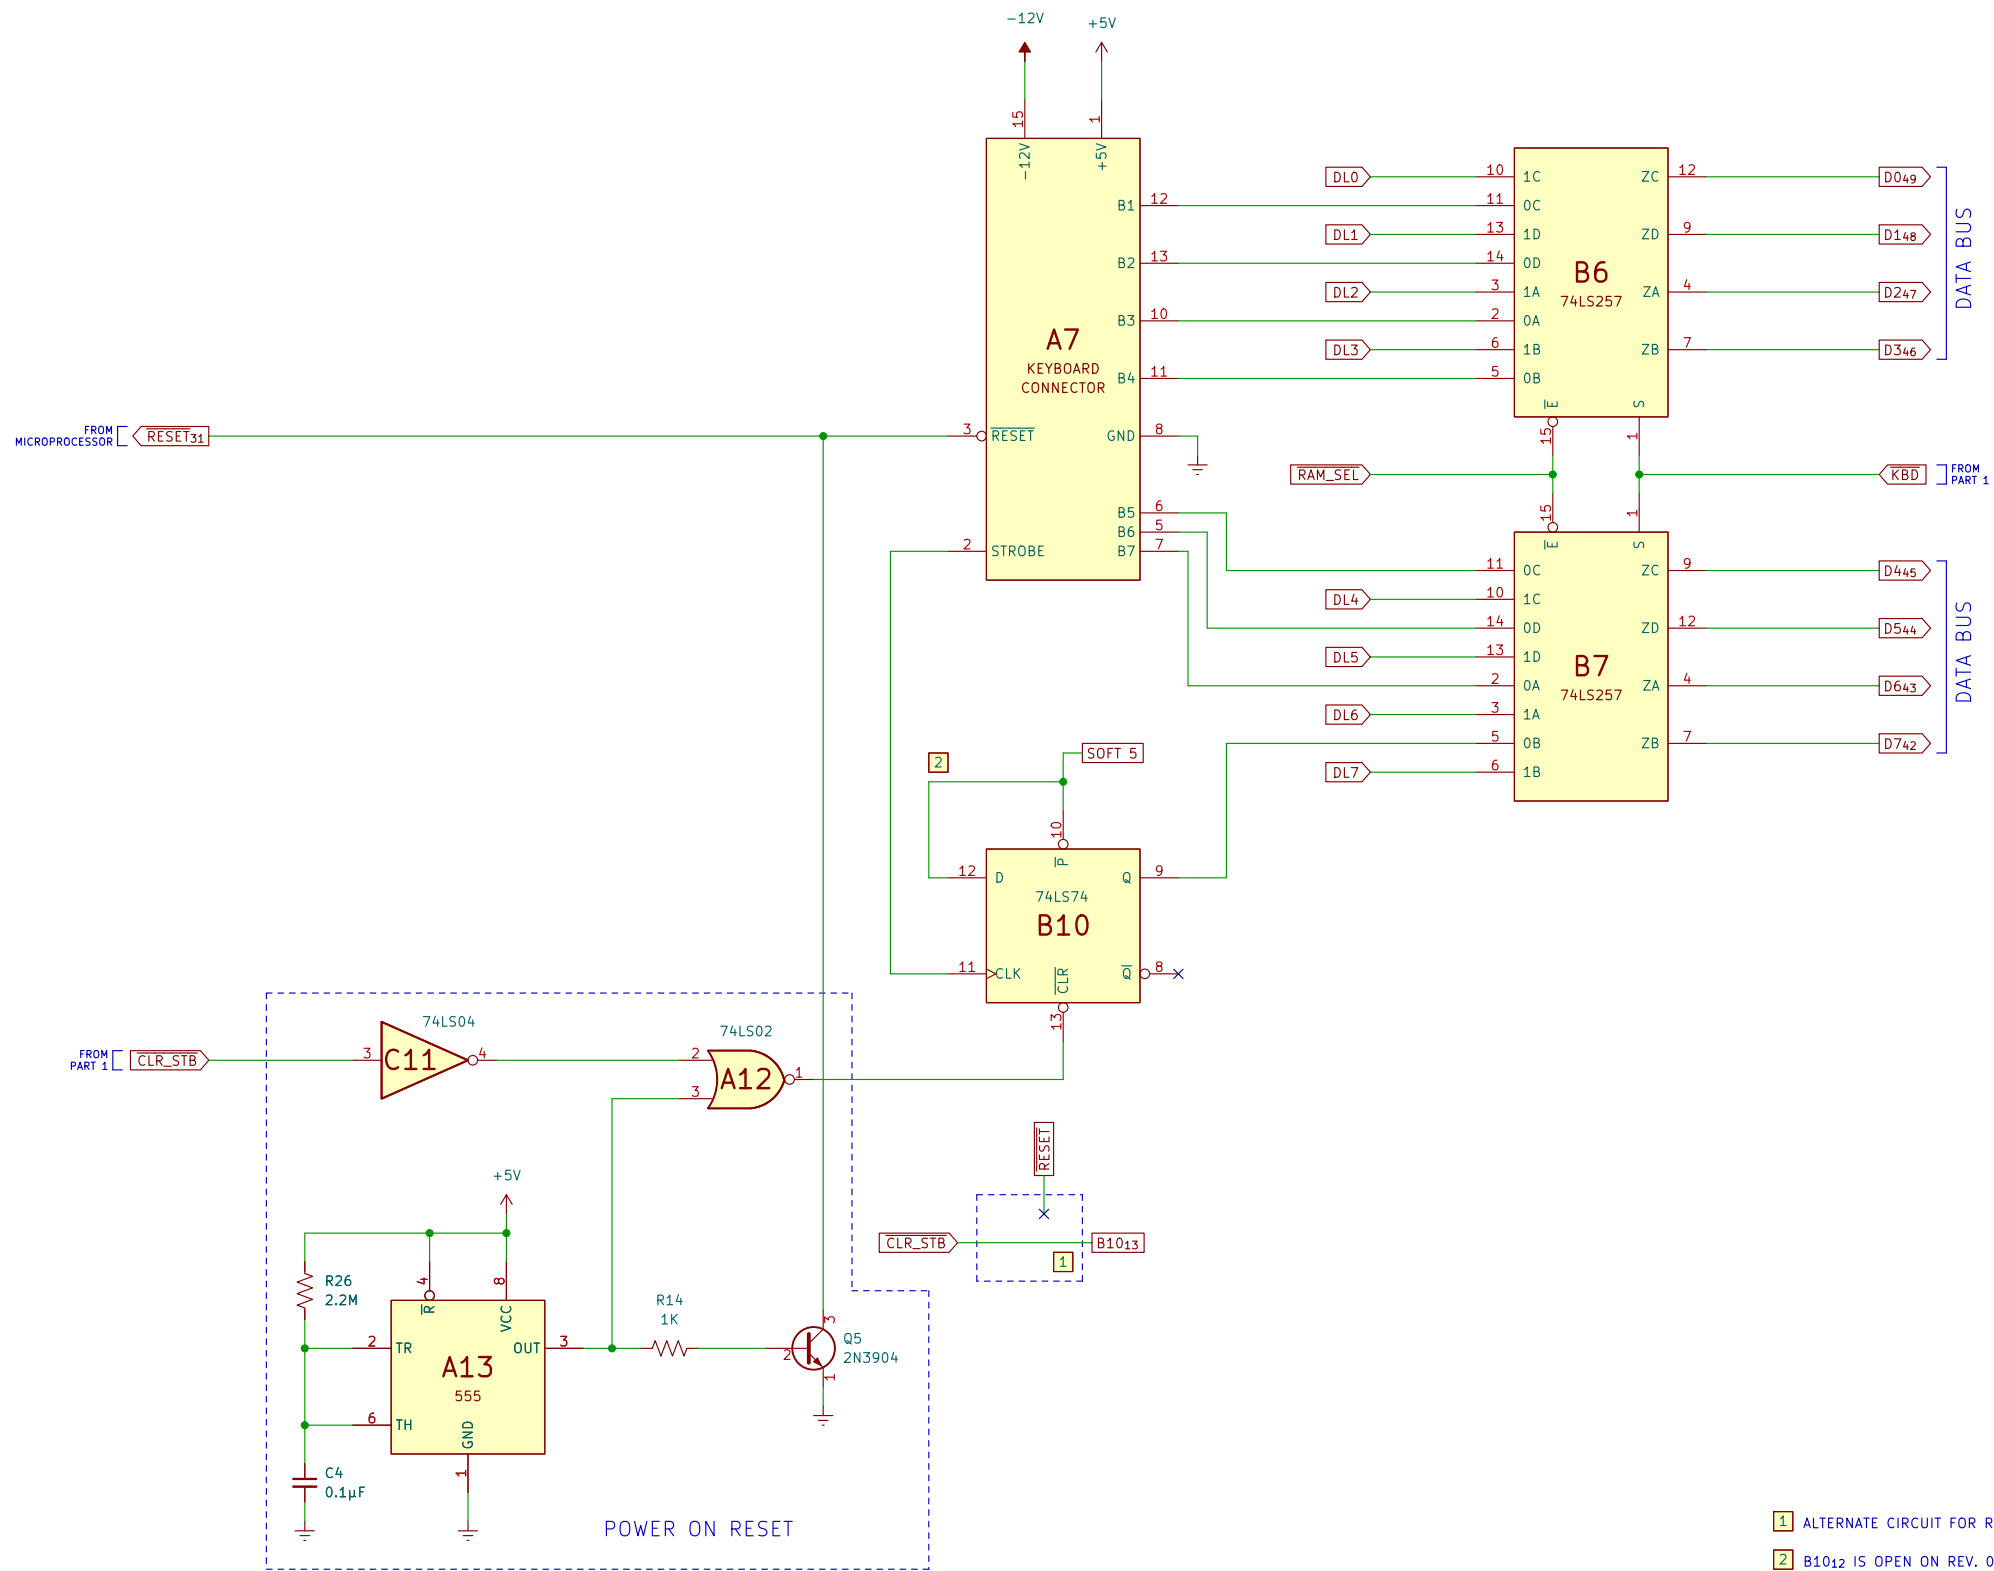 -12V
+5V
15
1
-12V
+5V
A7
KEYBOARD
CONNECTOR
B1
12
B2
13
B3
10
B4
11
3
RESET
GND
8
B5
6
B6
5
B7
7
2
STROBE
FROM
MICROPROCESSOR
RESET31
DL0
10
1C
ZC
12
D049
11
0C
DL1
13
1D
ZD
9
D148
14
0D
B6
74LS257
DL2
3
1A
ZA
4
D247
2
0A
DL3
6
1B
ZB
7
D346
5
0B
E
S
15
1
DATA BUS
RAM_SEL
KBD
FROM
PART 1
15
1
E
S
11
0C
ZC
9
D445
DL4
10
1C
14
0D
ZD
12
D544
DL5
13
1D
B7
74LS257
2
0A
ZA
4
D643
DL6
3
1A
5
0B
ZB
7
D742
DL7
6
1B
DATA BUS
2
SOFT 5
10
P
12
D
Q
9
74LS74
B10
11
CLK
CLR
Q
8
13
FROM
PART 1
CLR_STB
74LS04
3
C11
4
74LS02
2
3
A12
1
RESET
CLR_STB
B1013
1
+5V
R26
2.2M
4
8
R
VCC
2
TR
OUT
3
A13
555
6
TH
GND
1
C4
0.1µF
R14
1K
Q5
2N3904
3
2
1
POWER ON RESET
1 ALTERNATE CIRCUIT FOR R
2 B1012 IS OPEN ON REV. 0